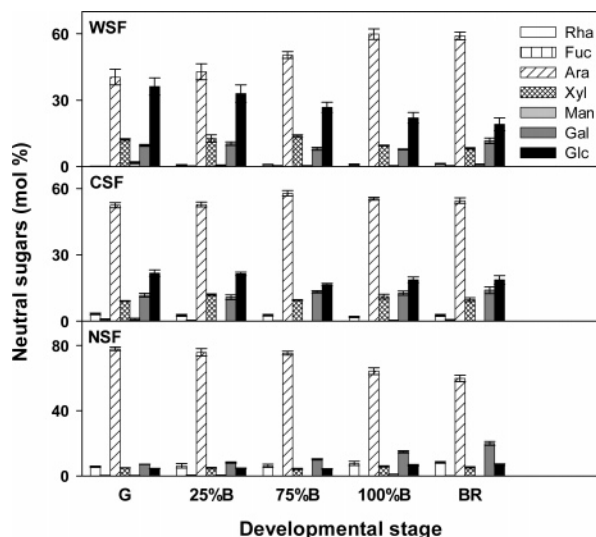 WSF
60
30
0
Rha
Fuc
Ara
Xyl
Man
Gal
Glc
CSF
60
30
0
NSF
80
40
0
Neutral sugars (mol %)
G 25%B 75%B 100%B BR
Developmental stage